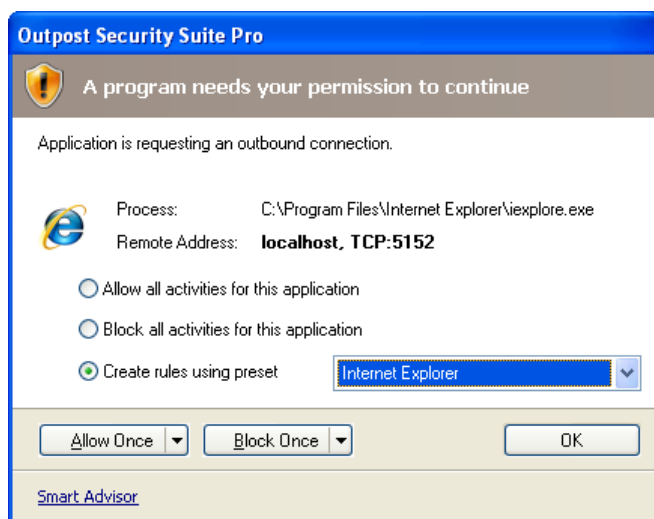 Outpost Security Suite Pro
A program needs your permission to continue
Application is requesting an outbound connection.
Process: C:\Program Files\Internet Explorer\iexplore.exe
Remote Address: localhost, TCP:5152
Allow all activities for this application
Block all activities for this application
Create rules using preset Internet Explorer
Allow Once Block Once OK
Smart Advisor